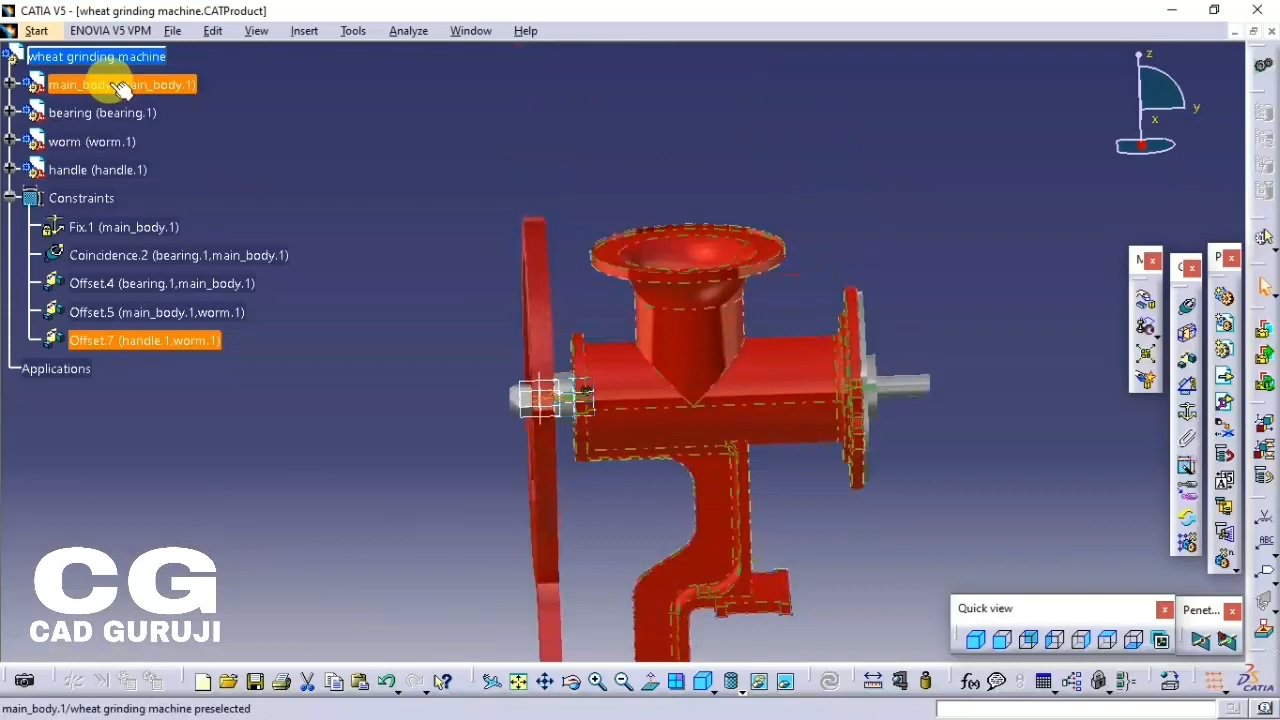 CATIA V5 - [wheat grinding machine.CATProduct]
Start ENOVIA V5 VPM File Edit View Insert Tools Analyze Window Help
wheat grinding machine
main_body (main_body.1)
bearing (bearing.1)
worm (worm.1)
handle (handle.1)
Constraints
Fix.1 (main_body.1)
Coincidence.2 (bearing.1,main_body.1)
Offset.4 (bearing.1,main_body.1)
Offset.5 (main_body.1,worm.1)
Offset.7 (handle.1,worm.1)
Applications
z
y
x
M...
P...
CG
CAD GURUJI
Quick view
Penet...
f(x)
ABC
CATIA
main_body.1/wheat grinding machine preselected